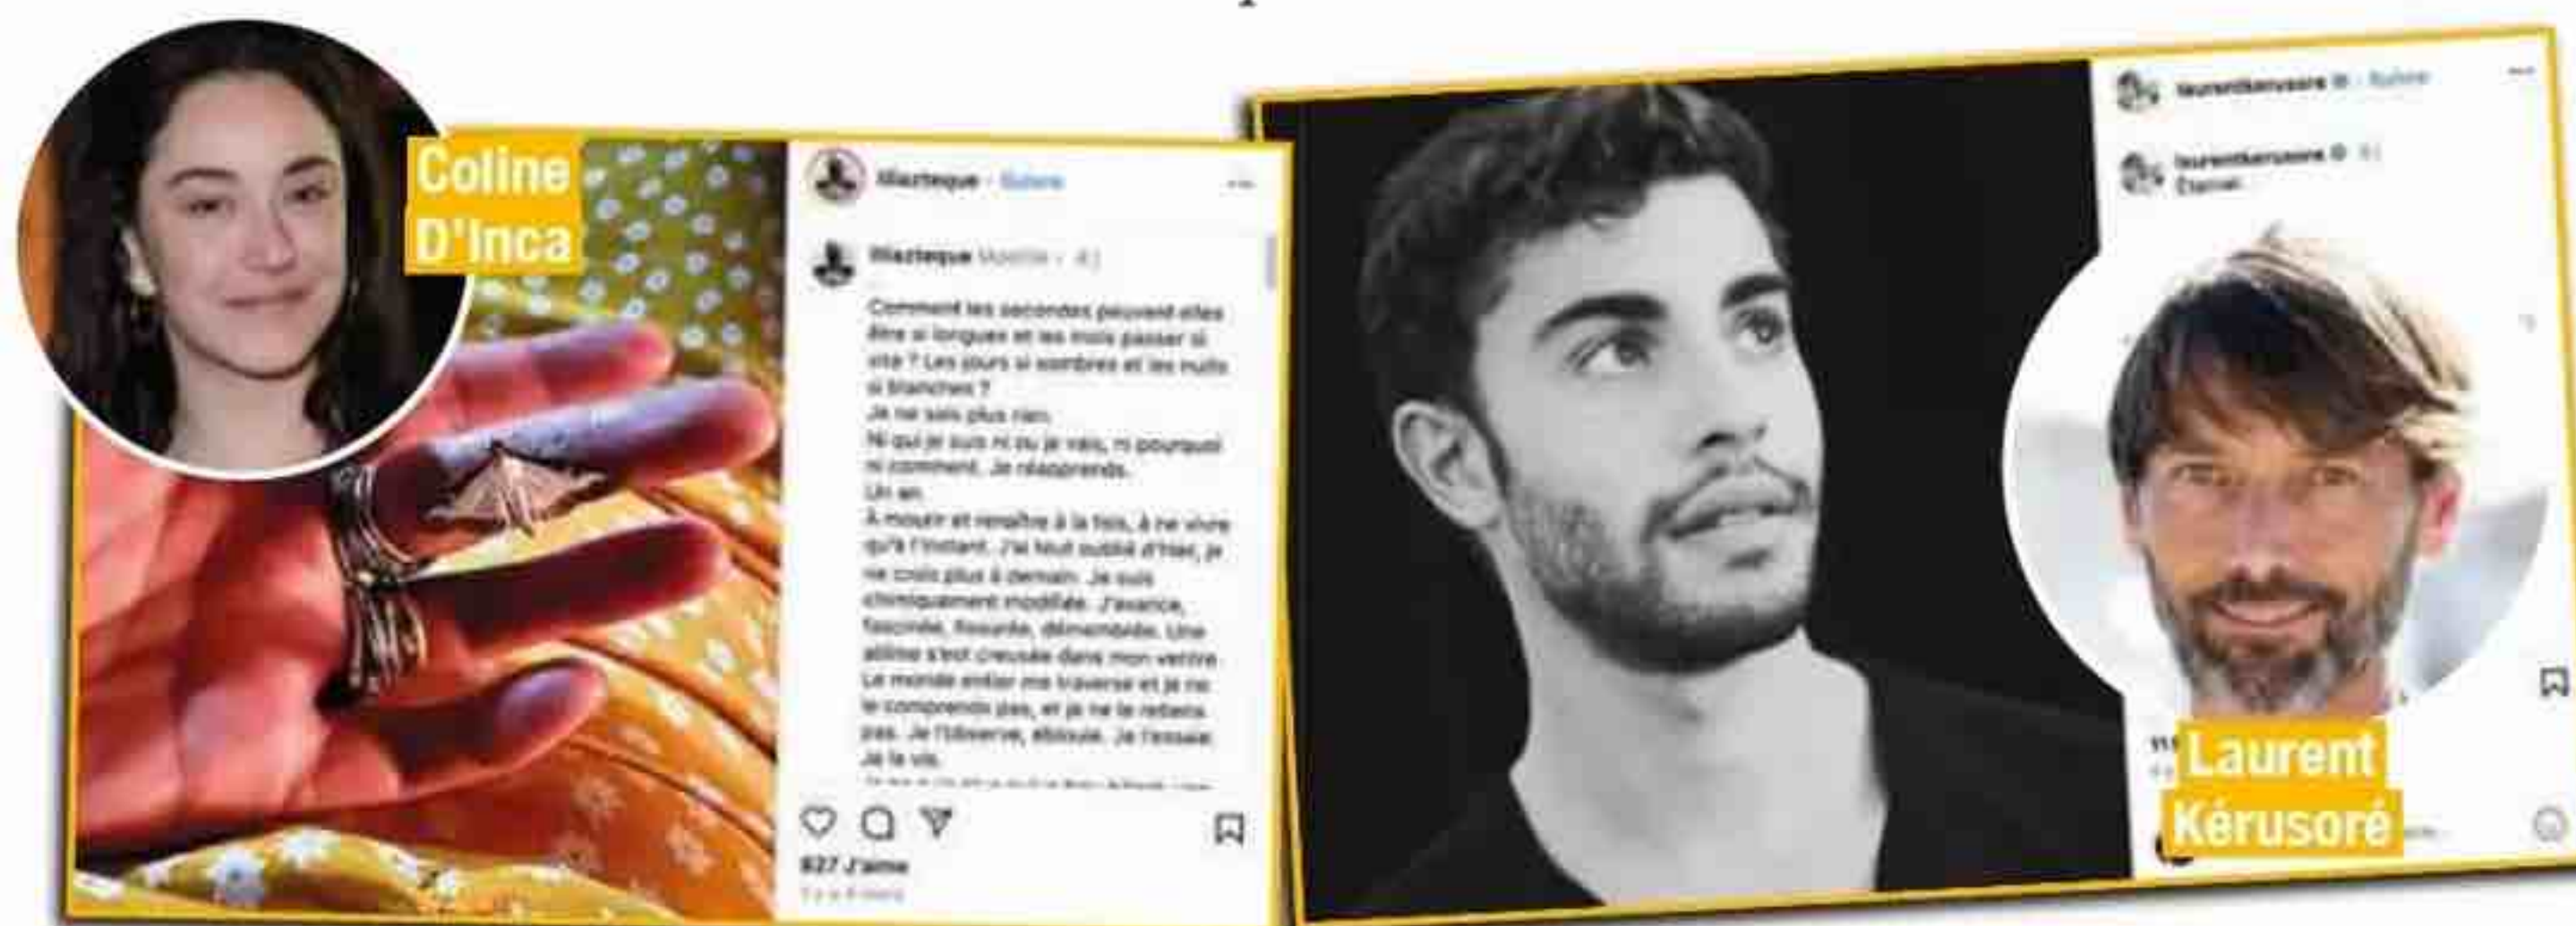 Coline
D'Inca
lillazteque · Suivre
lillazteque · 4 j
Comment les secondes peuvent-elles
être si longues et les mois passer si
vite ? Les jours si sombres et les nuits
si blanches ?
Je ne sais plus rien.
Ni qui je suis ni où je vais, ni pourquoi
ni comment. Je réapprends.
Un an.
À mourir et renaître à la fois, à ne vivre
qu'à l'instant. J'ai tout oublié d'hier, je
ne crois plus à demain. Je suis
chimiquement modifiée. J'avance,
fascinée, fissurée, démembrée. Une
abîme s'est creusée dans mon ventre.
Le monde entier me traverse et je ne
le comprends pas, et je ne le retiens
pas. Je l'observe, éblouie. Je l'essaie.
Je le vis.
827 J'aime
laurentkerusore · Suivre
laurentkerusore
Éternel.
Laurent
Kérusoré